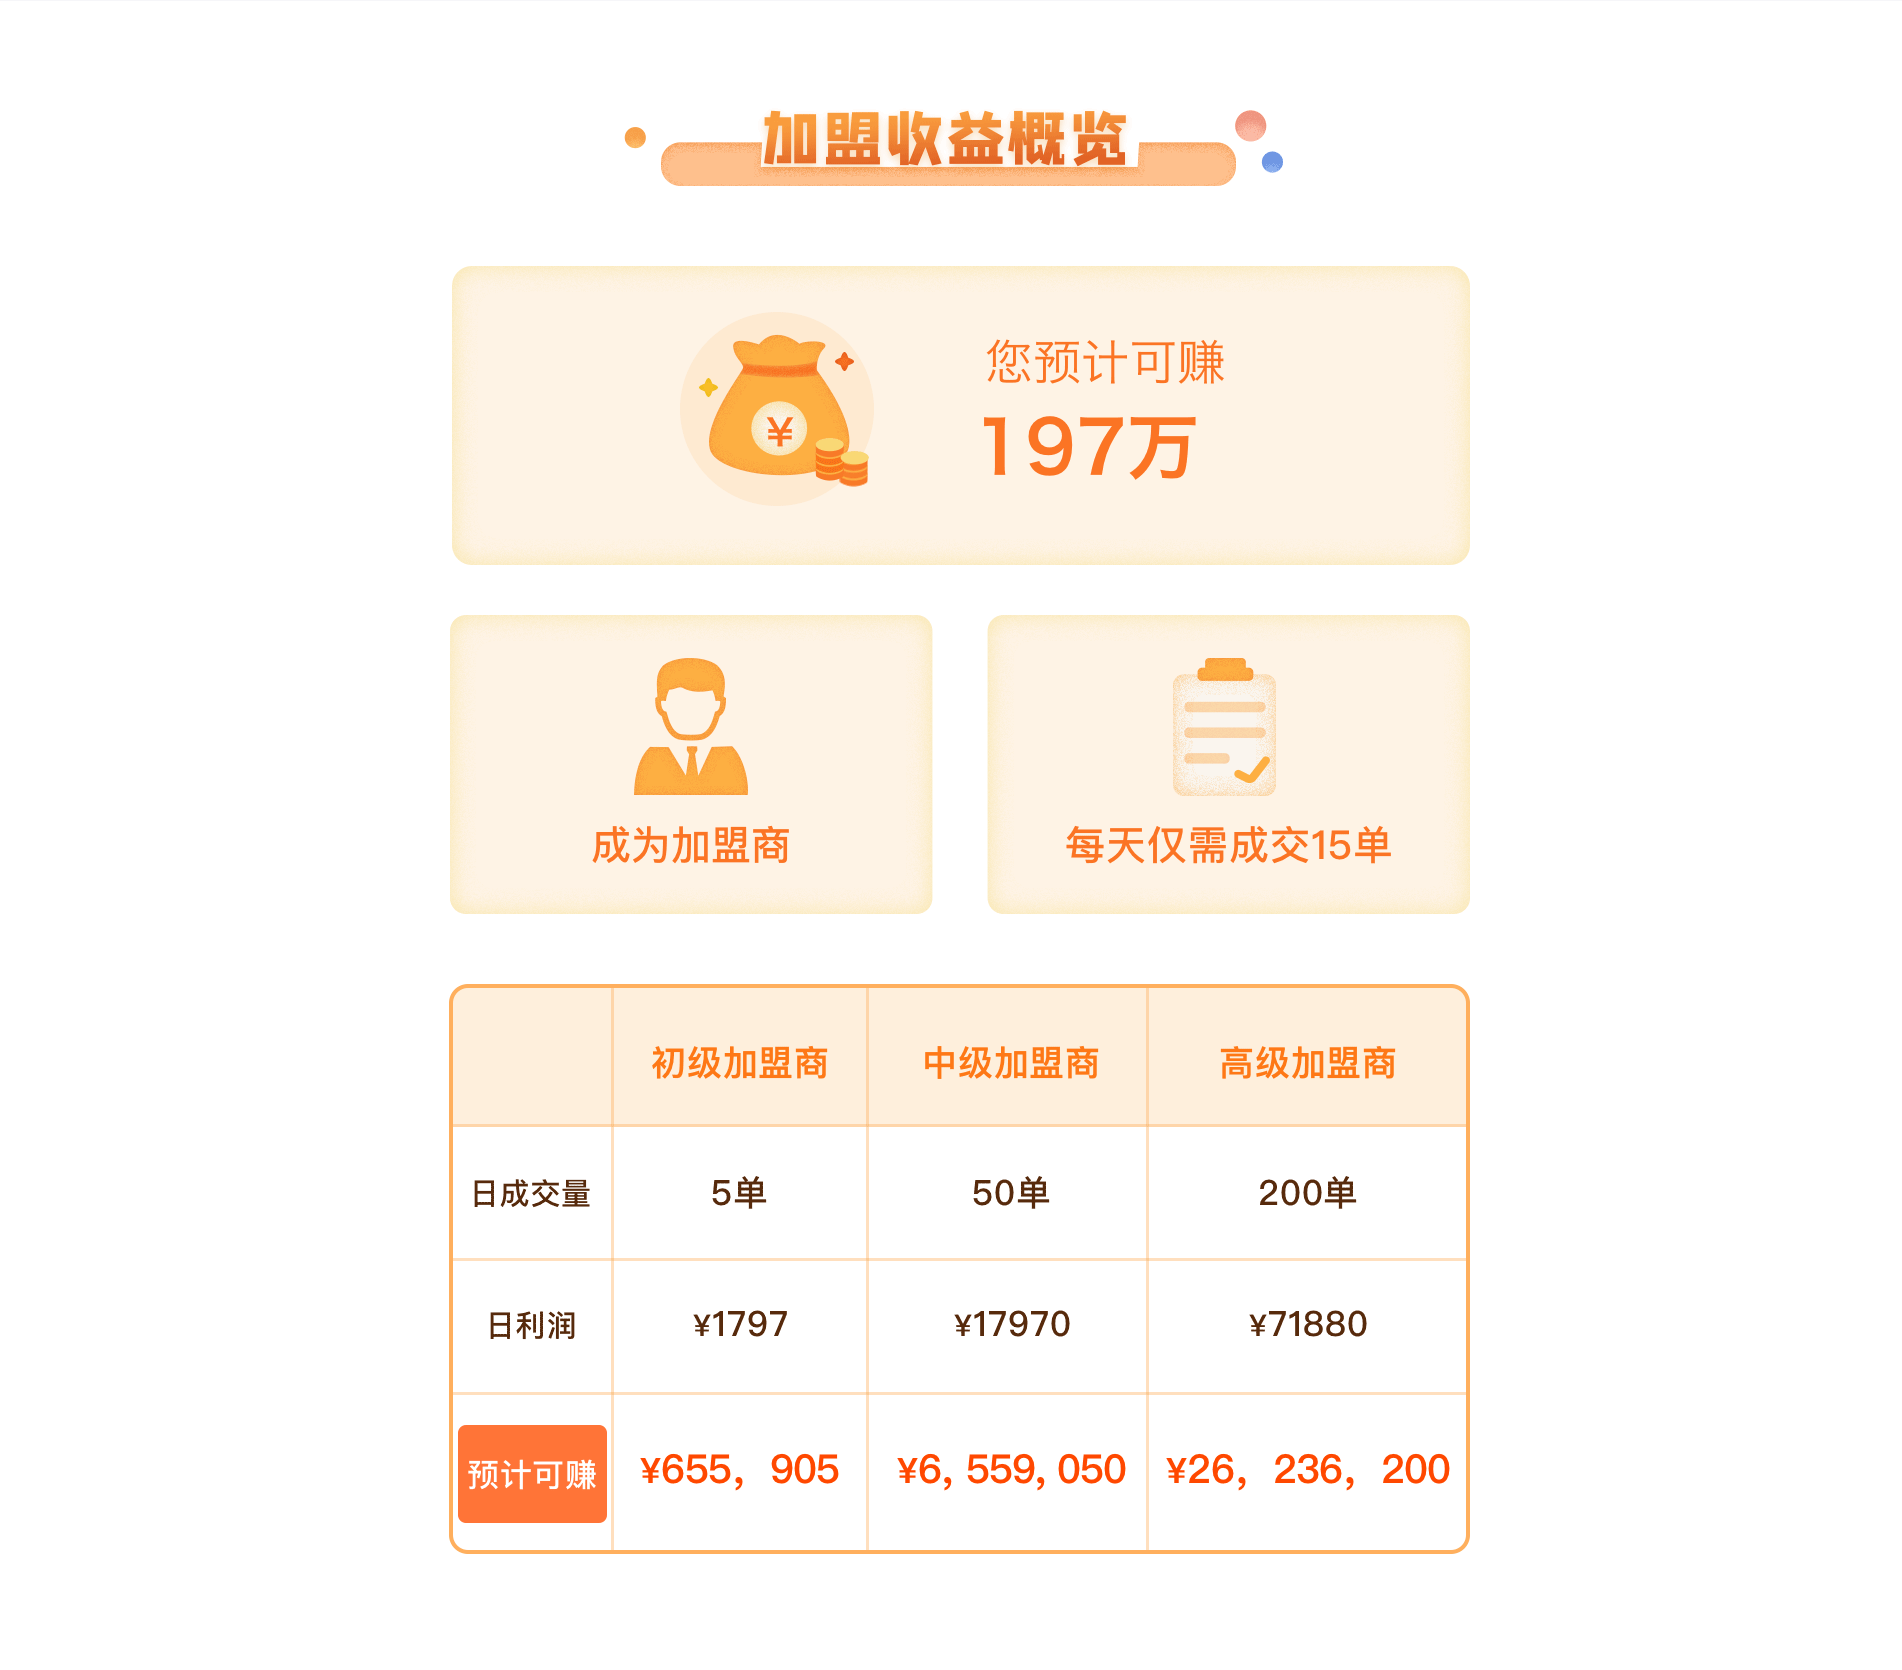 加盟收益概览
¥
您预计可赚
197万
成为加盟商
每天仅需成交15单
初级加盟商 中级加盟商 高级加盟商
日成交量 5单 50单 200单
日利润 ¥1797 ¥17970 ¥71880
预计可赚 ¥655，905 ¥6, 559, 050 ¥26，236，200